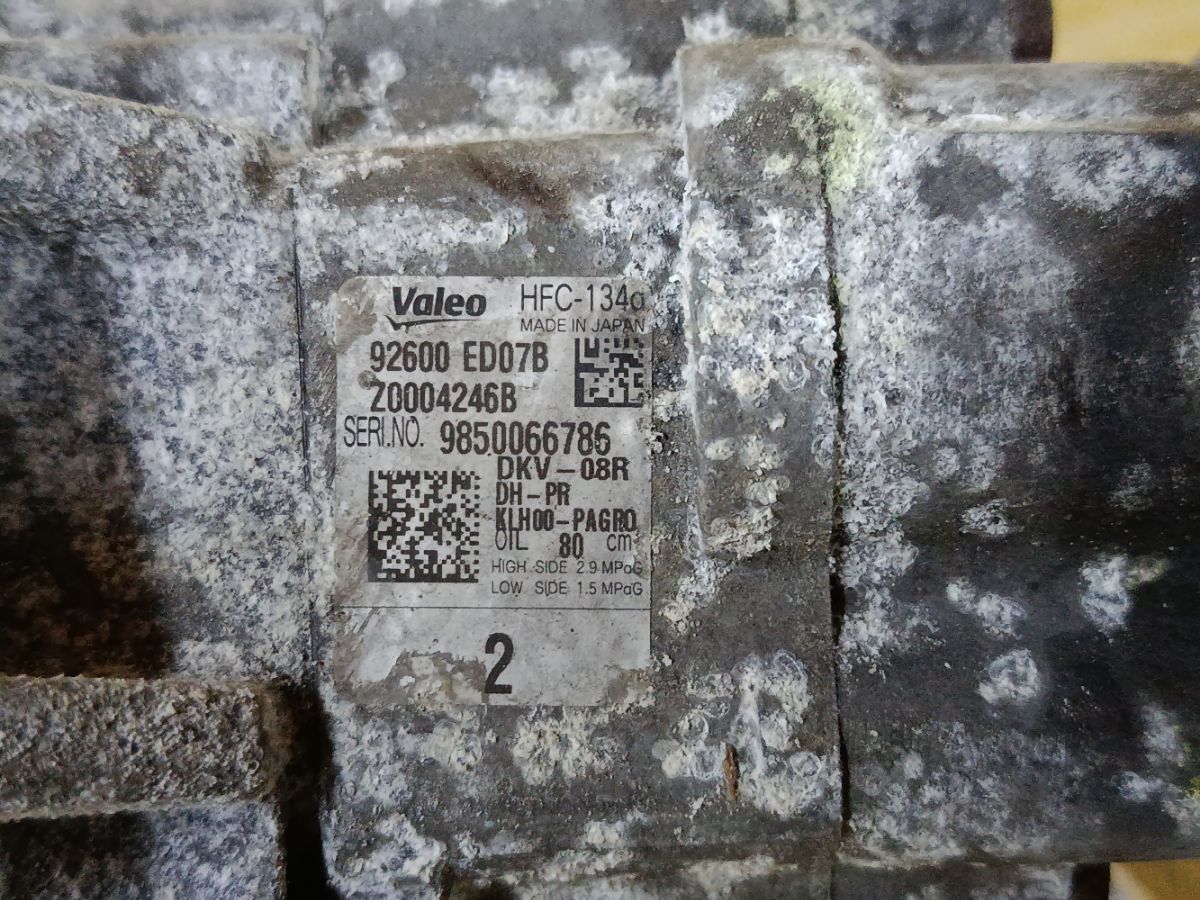 Valeo HFC-134a
MADE IN JAPAN
92600 ED07B
Z0004246B
SERI.NO. 9850066786
DKV-08R
DH-PR
KLH00-PAGRO
OIL 80 cm
HIGH SIDE 2.9 MPaG
LOW SIDE 1.5 MPaG
2